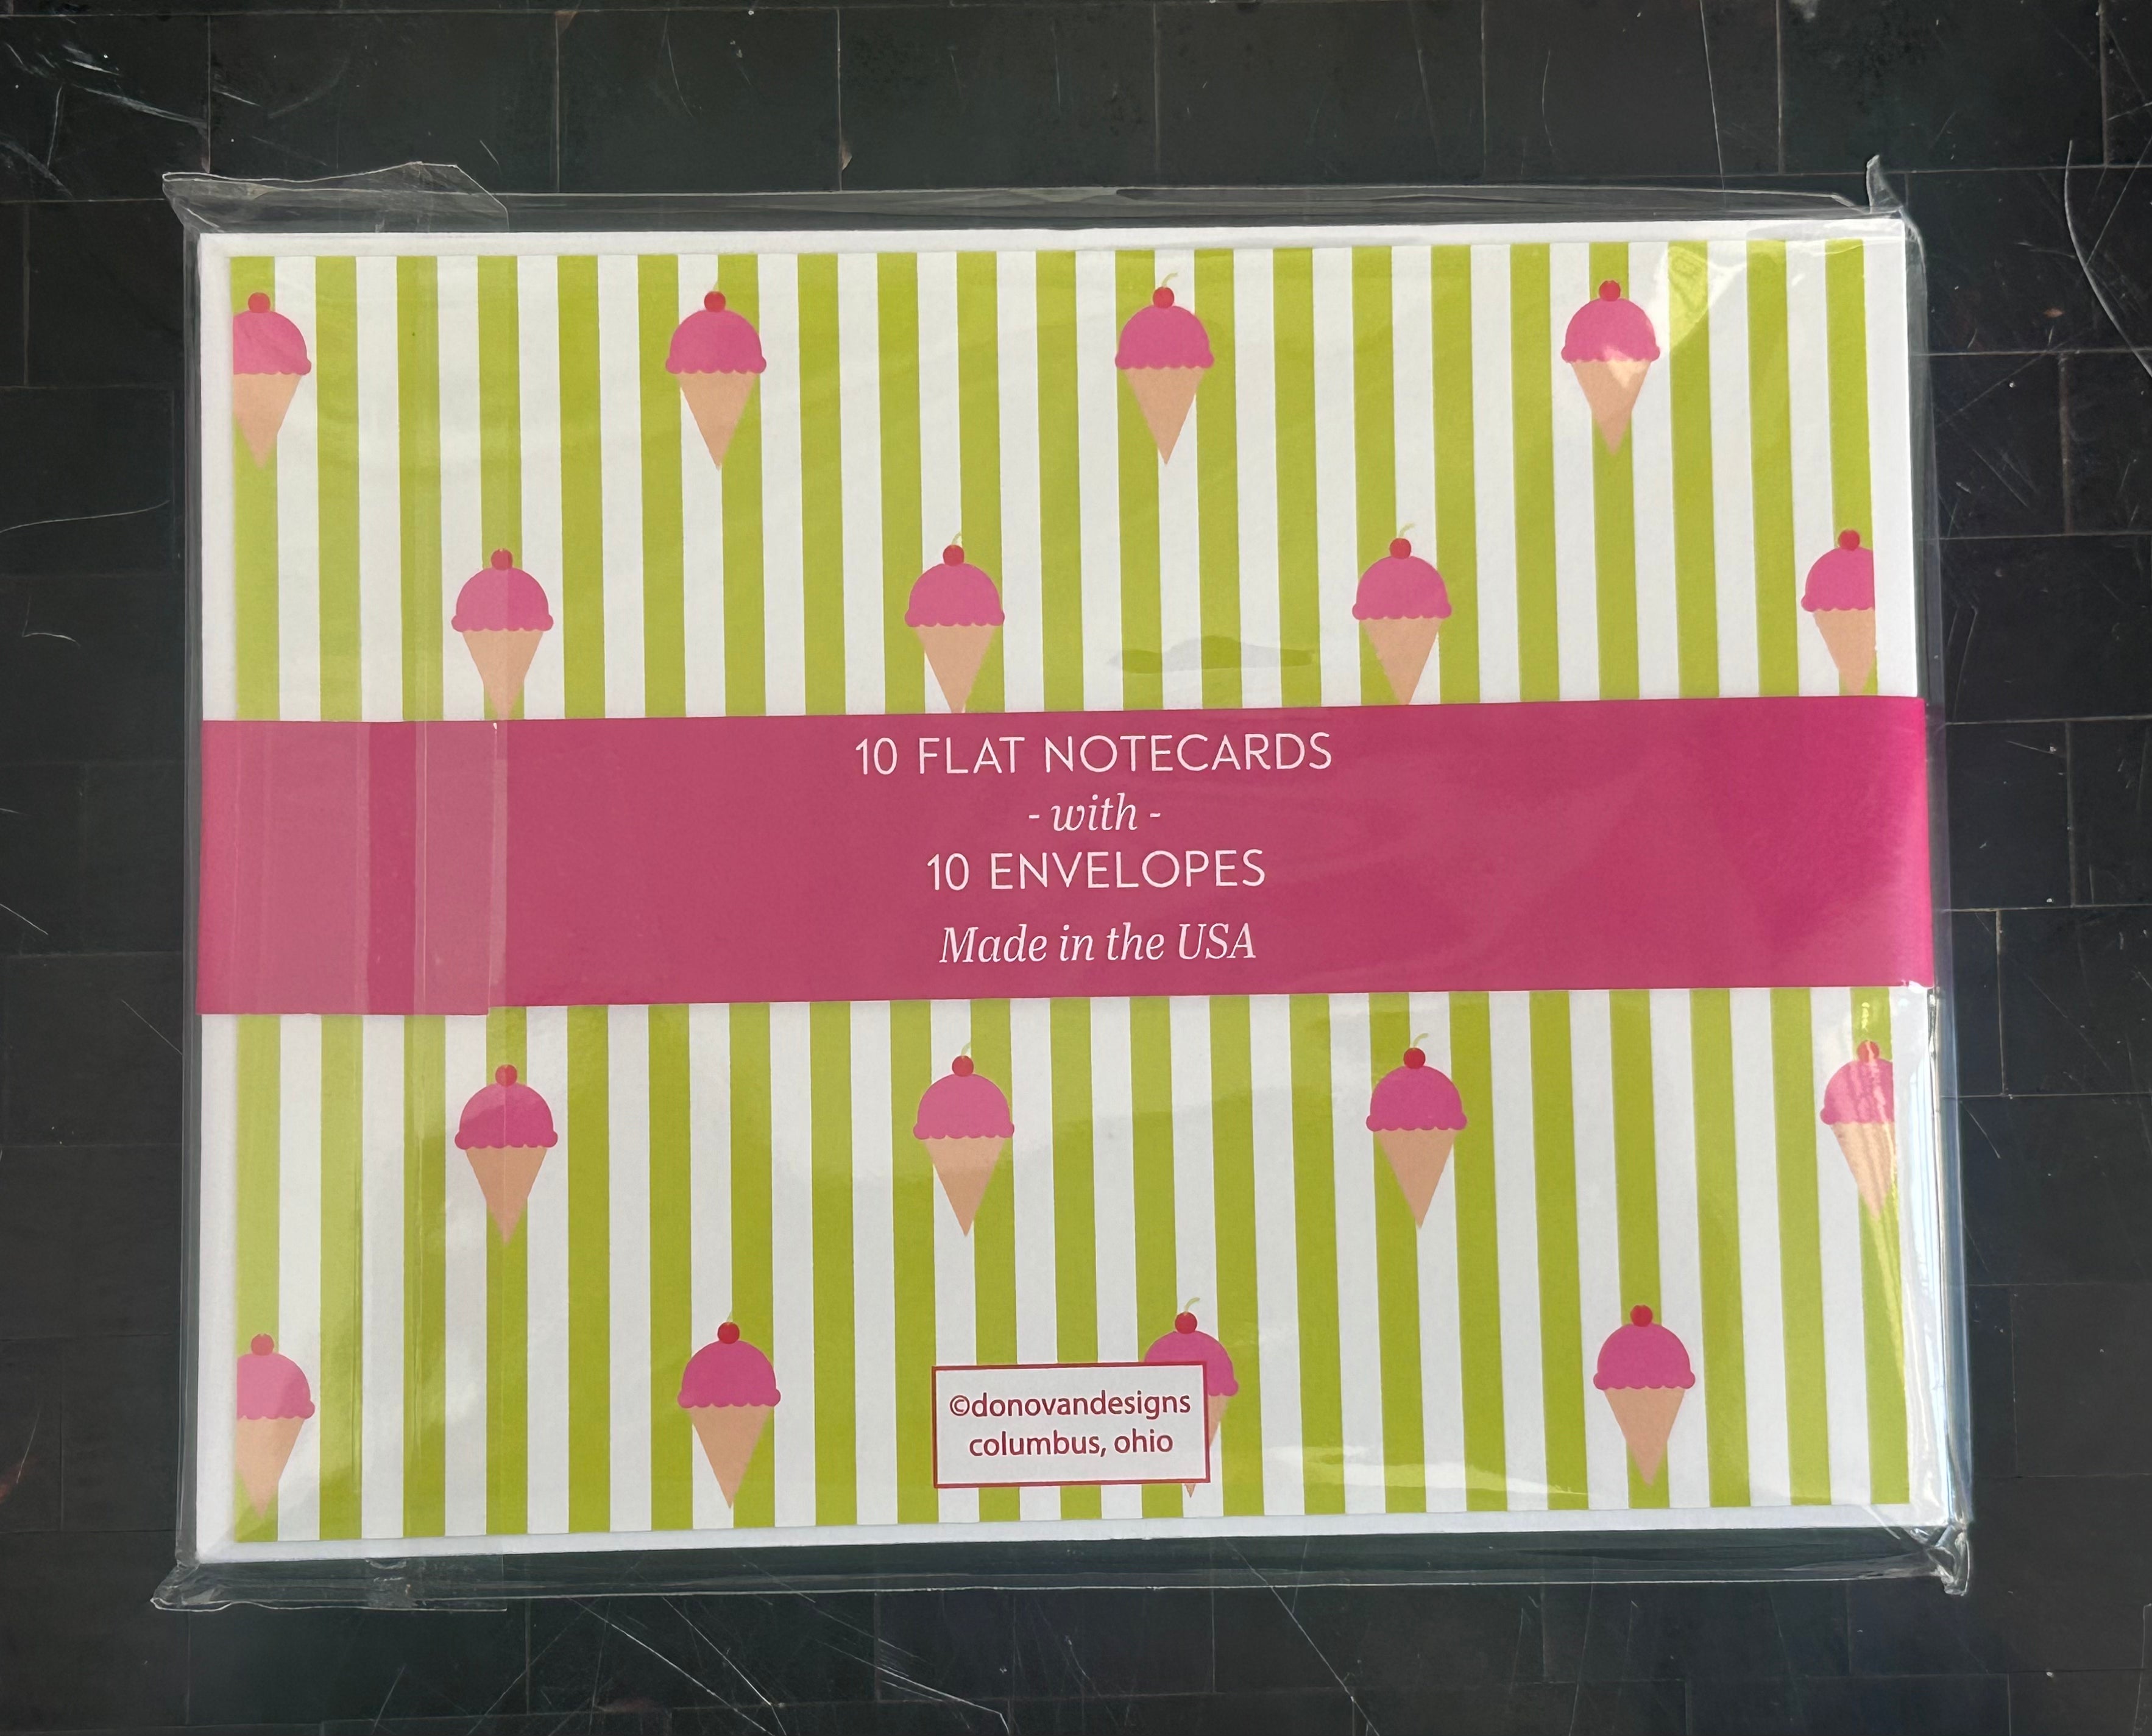 10 FLAT NOTECARDS
- with -
10 ENVELOPES
Made in the USA
©donovandesigns
columbus, ohio